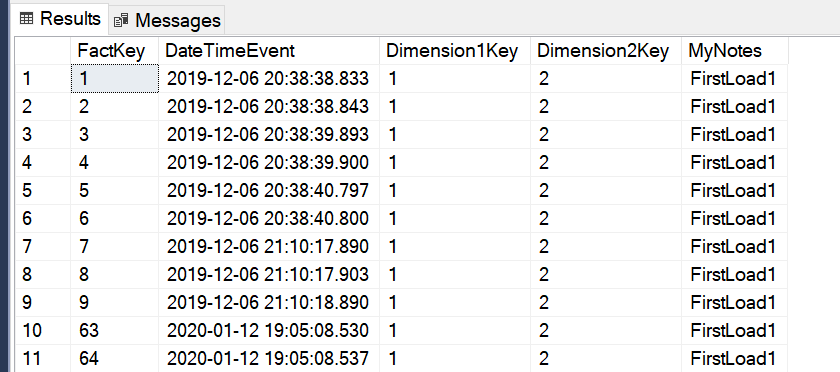 Results Messages
FactKey DateTimeEvent Dimension1Key Dimension2Key MyNotes
1 1 2019-12-06 20:38:38.833 1 2 FirstLoad1
2 2 2019-12-06 20:38:38.843 1 2 FirstLoad1
3 3 2019-12-06 20:38:39.893 1 2 FirstLoad1
4 4 2019-12-06 20:38:39.900 1 2 FirstLoad1
5 5 2019-12-06 20:38:40.797 1 2 FirstLoad1
6 6 2019-12-06 20:38:40.800 1 2 FirstLoad1
7 7 2019-12-06 21:10:17.890 1 2 FirstLoad1
8 8 2019-12-06 21:10:17.903 1 2 FirstLoad1
9 9 2019-12-06 21:10:18.890 1 2 FirstLoad1
10 63 2020-01-12 19:05:08.530 1 2 FirstLoad1
11 64 2020-01-12 19:05:08.537 1 2 FirstLoad1